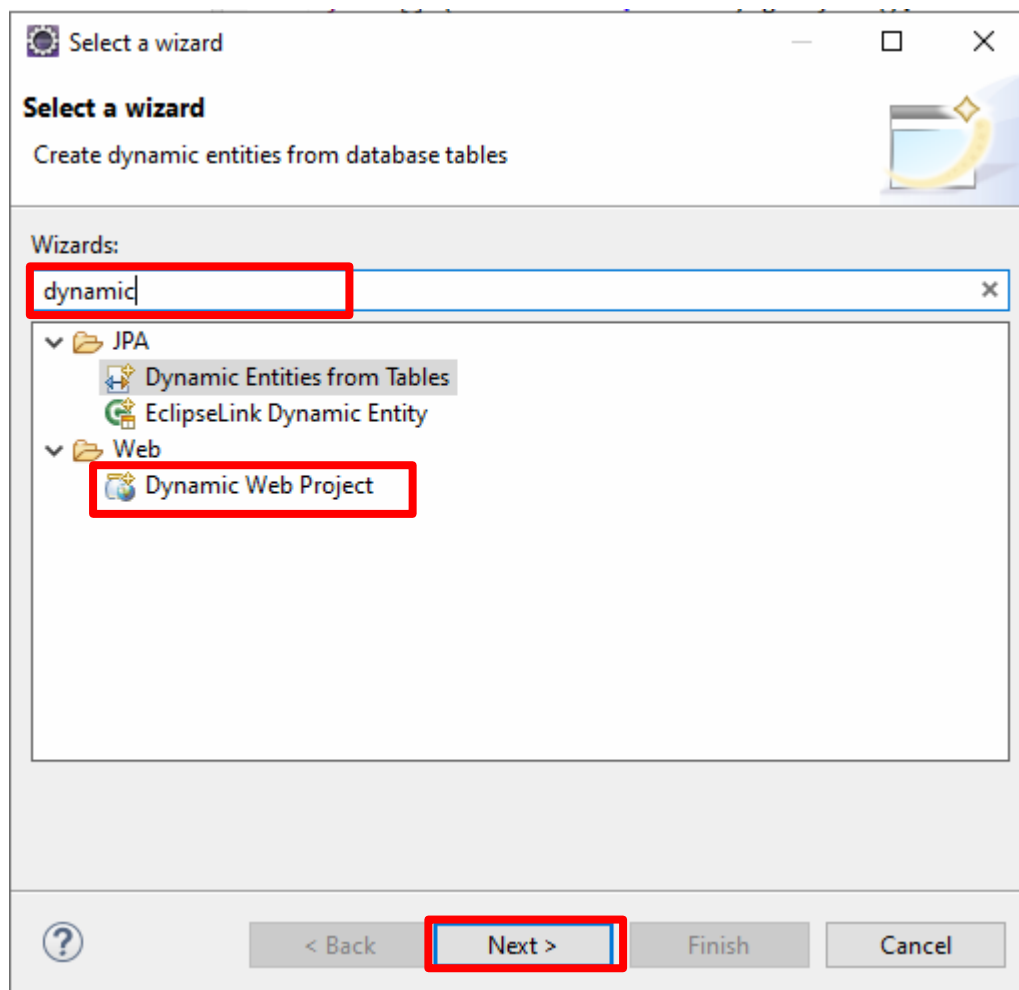 Select a wizard
Select a wizard
Create dynamic entities from database tables
Wizards:
dynamic
JPA
Dynamic Entities from Tables
EclipseLink Dynamic Entity
Web
Dynamic Web Project
< Back Next > Finish Cancel